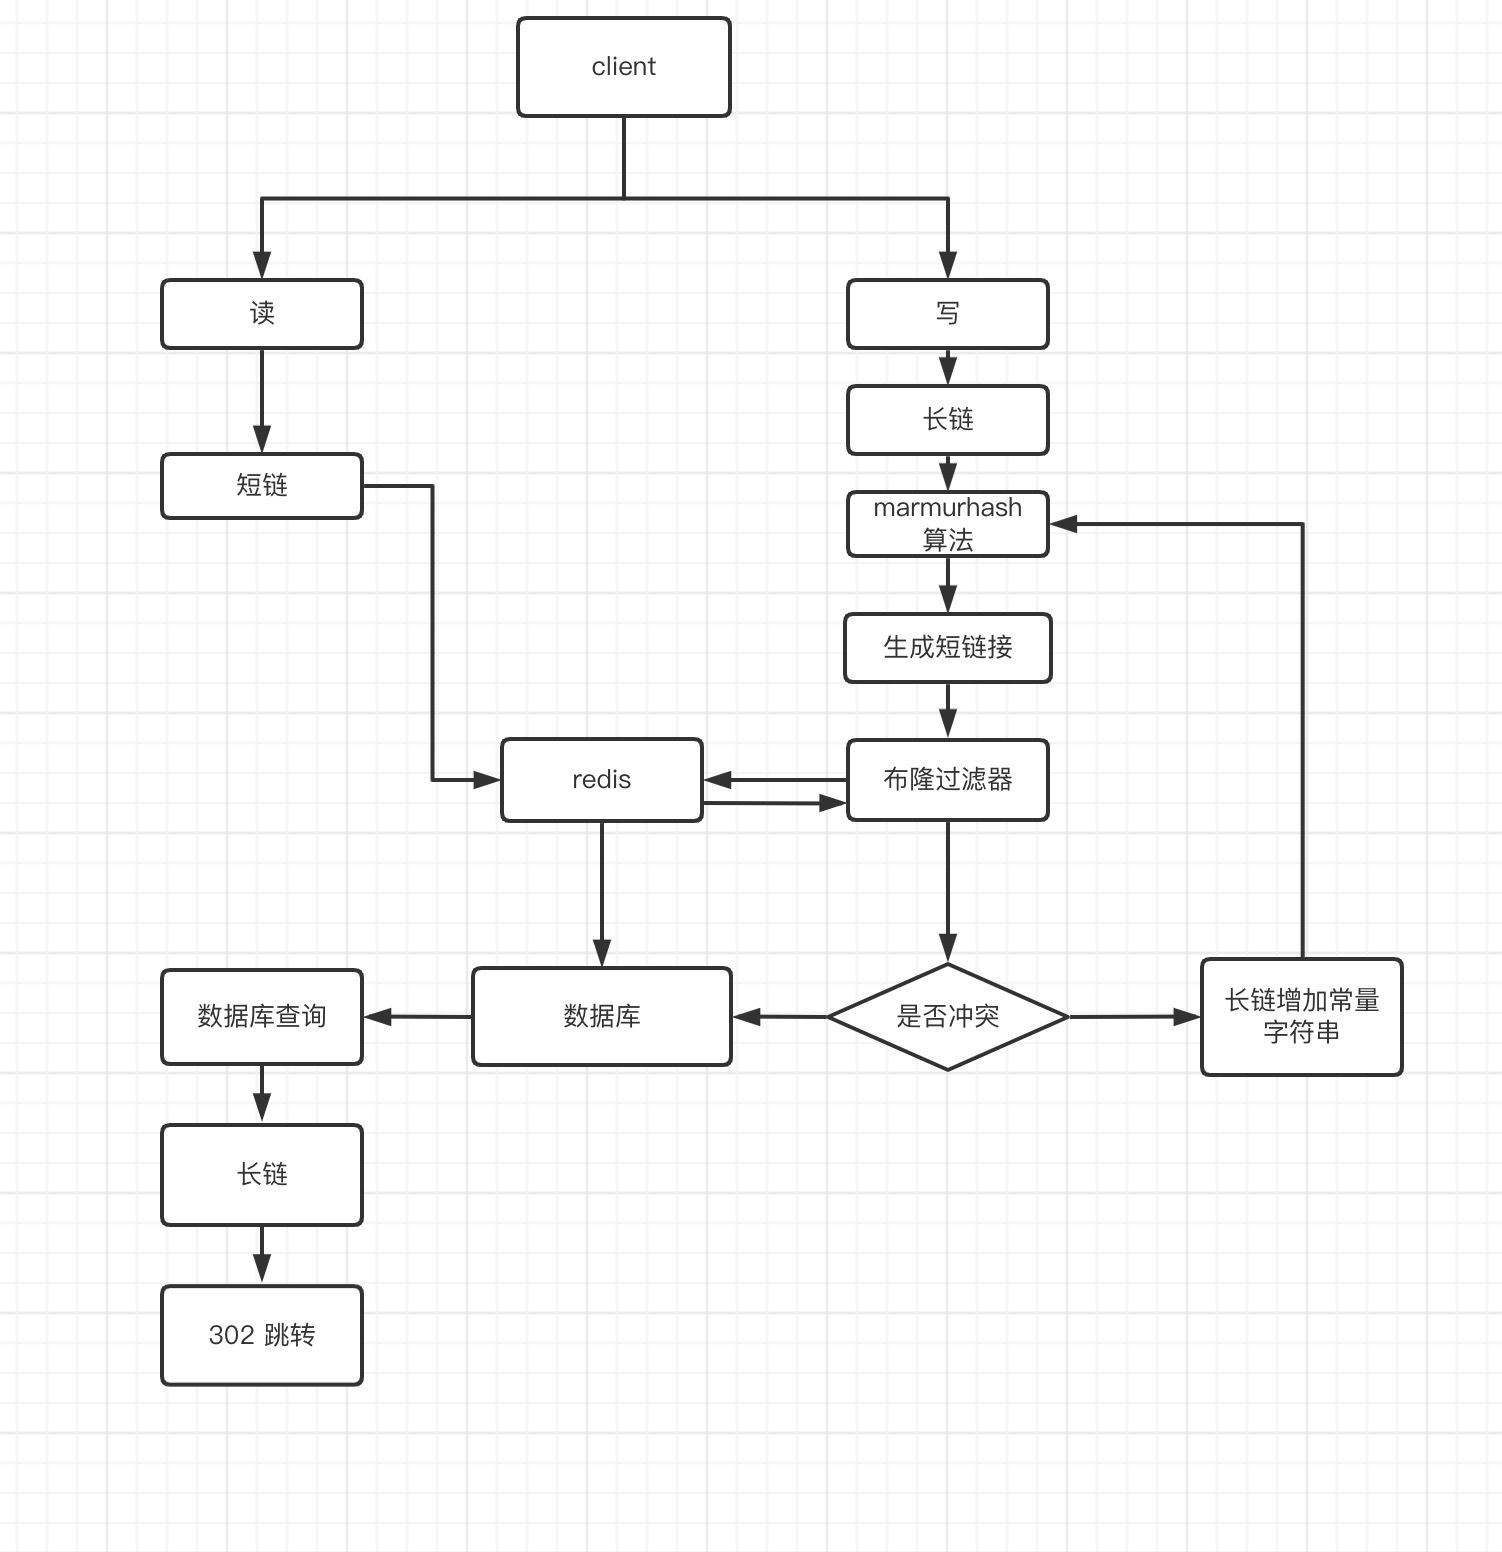 client
读
写
长链
短链
marmurhash
算法
生成短链接
redis
布隆过滤器
数据库查询
数据库
是否冲突
长链增加常量
字符串
长链
302 跳转